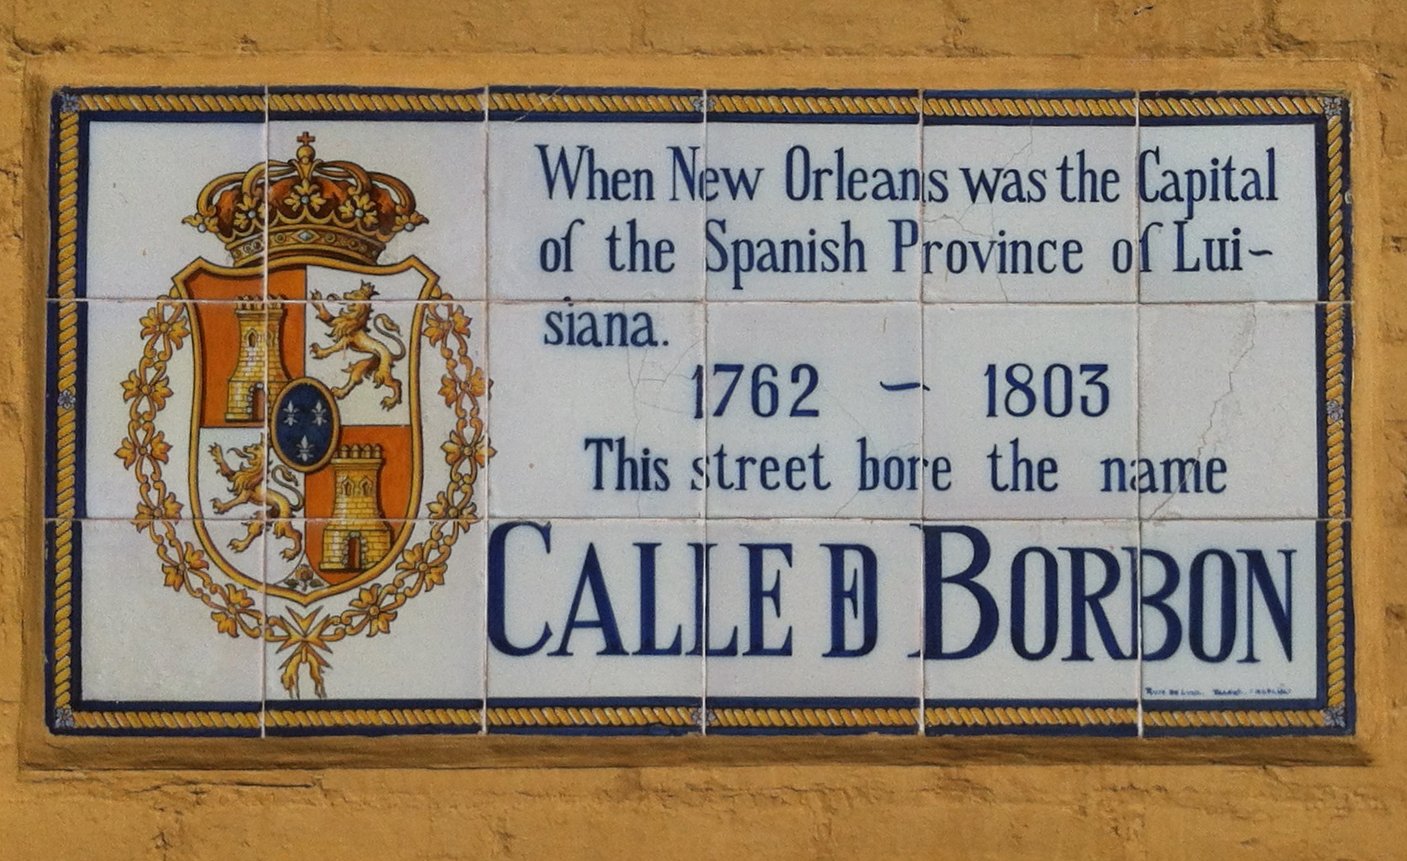 When New Orleans was the Capital
of the Spanish Province of Lui~
siana.
1762 ~ 1803
This street bore the name
CALLE DE BORBON